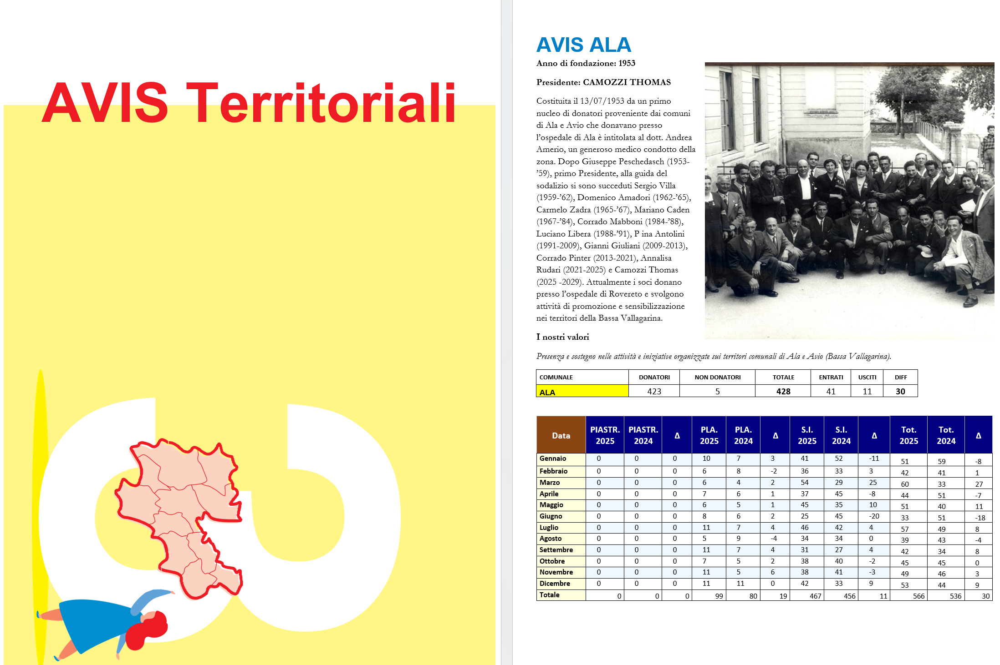 AVIS Territoriali
AVIS ALA
Anno di fondazione: 1953
Presidente: CAMOZZI THOMAS
Costituita il 13/07/1953 da un primo
nucleo di donatori proveniente dai comuni
di Ala e Avio che donavano presso
l’ospedale di Ala è intitolata al dott. Andrea
Amerio, un generoso medico condotto della
zona. Dopo Giuseppe Peschedasch (1953-
’59), primo Presidente, alla guida del
sodalizio si sono succeduti Sergio Villa
(1959-’62), Domenico Amadori (1962-’65),
Carmelo Zadra (1965-’67), Mariano Caden
(1967-’84), Corrado Mabboni (1984-’88),
Luciano Libera (1988-’91), P ina Antolini
(1991-2009), Gianni Giuliani (2009-2013),
Corrado Pinter (2013-2021), Annalisa
Rudari (2021-2025) e Camozzi Thomas
(2025 -2029). Attualmente i soci donano
presso l’ospedale di Rovereto e svolgono
attività di promozione e sensibilizzazione
nei territori della Bassa Vallagarina.
I nostri valori
Presenza e sostegno nelle attività e iniziative organizzate sui territori comunali di Ala e Avio (Bassa Vallagarina).
COMUNALE DONATORI NON DONATORI TOTALE ENTRATI USCITI DIFF
ALA 423 5 428 41 11 30
Data PIASTR. 2025 PIASTR. 2024 Δ PLA. 2025 PLA. 2024 Δ S.I. 2025 S.I. 2024 Δ Tot. 2025 Tot. 2024 Δ
Gennaio 0 0 0 10 7 3 41 52 -11 51 59 -8
Febbraio 0 0 0 6 8 -2 36 33 3 42 41 1
Marzo 0 0 0 6 4 2 54 29 25 60 33 27
Aprile 0 0 0 7 6 1 37 45 -8 44 51 -7
Maggio 0 0 0 6 5 1 45 35 10 51 40 11
Giugno 0 0 0 8 6 2 25 45 -20 33 51 -18
Luglio 0 0 0 11 7 4 46 42 4 57 49 8
Agosto 0 0 0 5 9 -4 34 34 0 39 43 -4
Settembre 0 0 0 11 7 4 31 27 4 42 34 8
Ottobre 0 0 0 7 5 2 38 40 -2 45 45 0
Novembre 0 0 0 11 5 6 38 41 -3 49 46 3
Dicembre 0 0 0 11 11 0 42 33 9 53 44 9
Totale 0 0 0 99 80 19 467 456 11 566 536 30